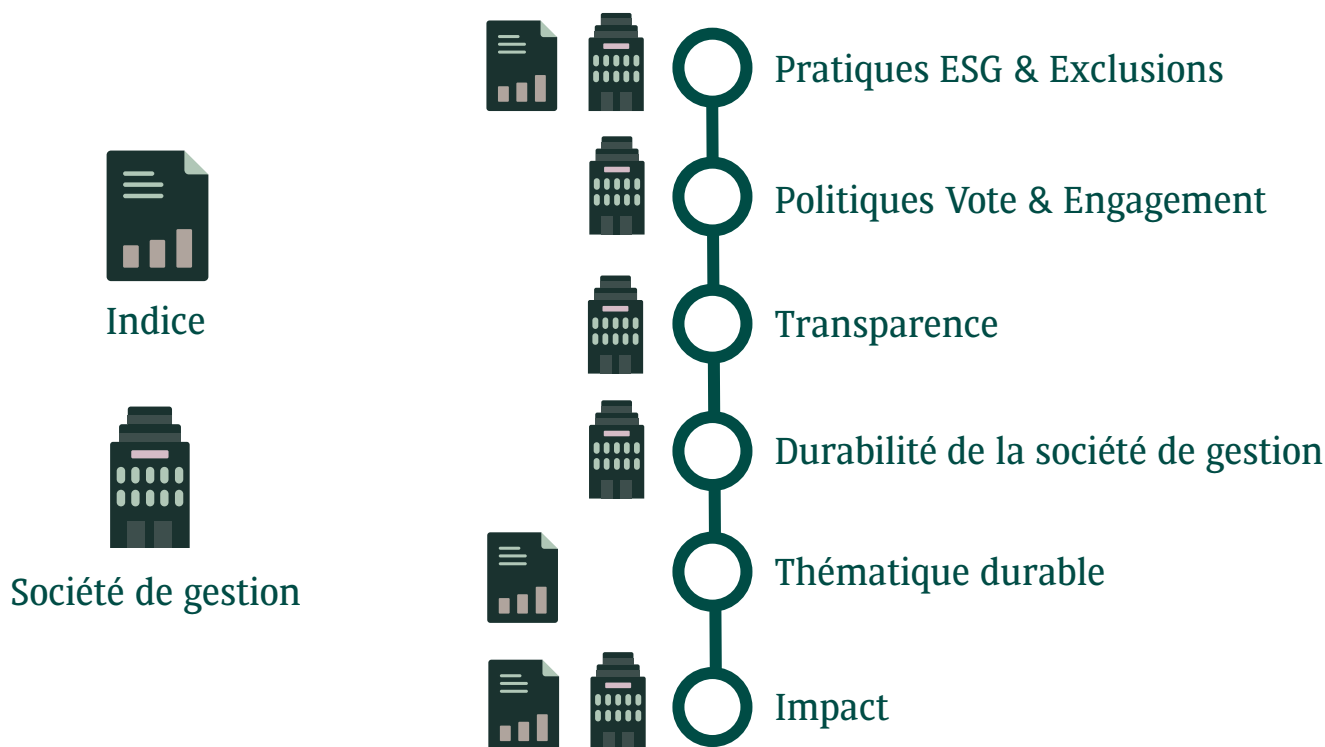 Pratiques ESG & Exclusions
Politiques Vote & Engagement
Indice
Transparence
Durabilité de la société de gestion
Société de gestion
Thématique durable
Impact